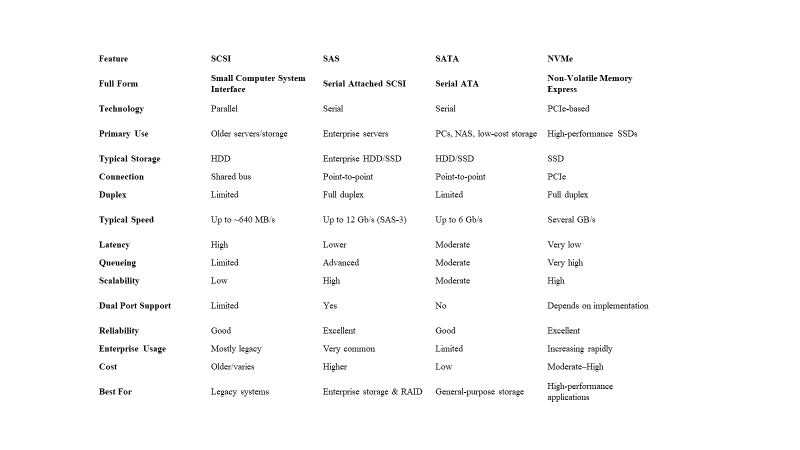 Feature SCSI SAS SATA NVMe
Full Form Small Computer System Interface Serial Attached SCSI Serial ATA Non-Volatile Memory Express
Technology Parallel Serial Serial PCIe-based
Primary Use Older servers/storage Enterprise servers PCs, NAS, low-cost storage High-performance SSDs
Typical Storage HDD Enterprise HDD/SSD HDD/SSD SSD
Connection Shared bus Point-to-point Point-to-point PCIe
Duplex Limited Full duplex Limited Full duplex
Typical Speed Up to ~640 MB/s Up to 12 Gb/s (SAS-3) Up to 6 Gb/s Several GB/s
Latency High Lower Moderate Very low
Queueing Limited Advanced Moderate Very high
Scalability Low High Moderate High
Dual Port Support Limited Yes No Depends on implementation
Reliability Good Excellent Good Excellent
Enterprise Usage Mostly legacy Very common Limited Increasing rapidly
Cost Older/varies Higher Low Moderate–High
Best For Legacy systems Enterprise storage & RAID General-purpose storage High-performance applications